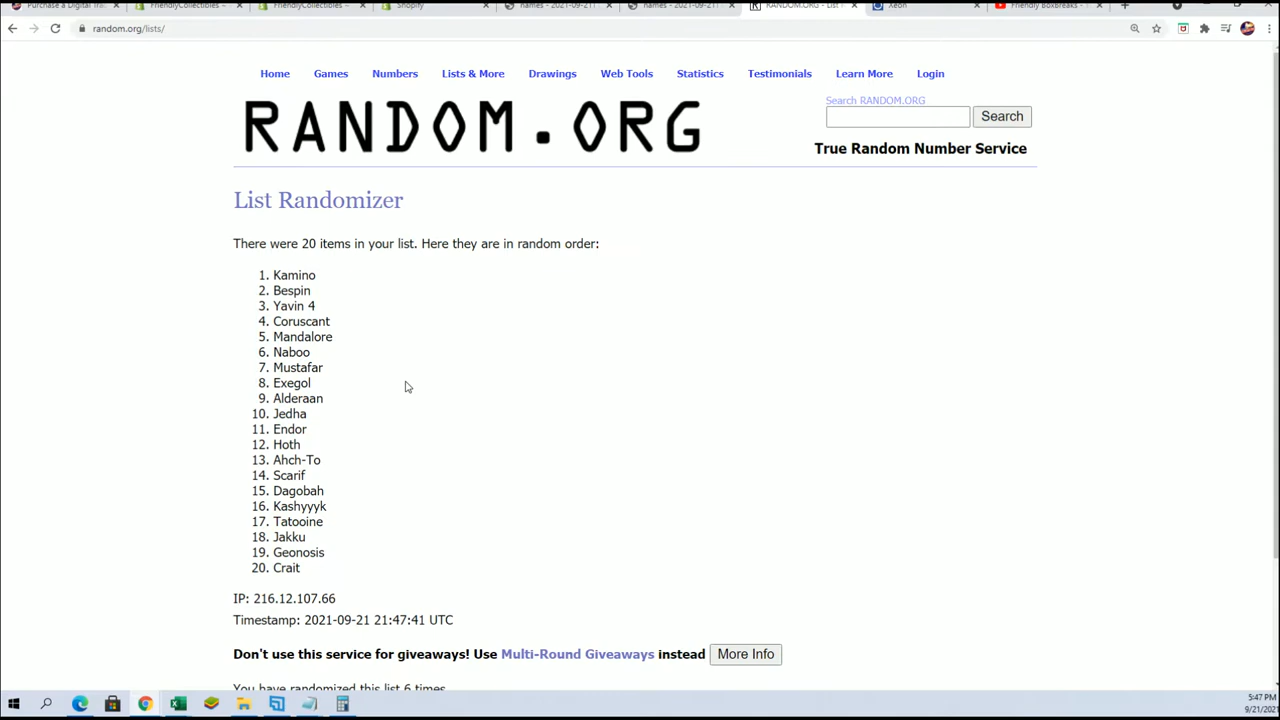 Purchase a Digital Tra
FriendlyCollectibles ~
FriendlyCollectibles ~
Shopify
names - 2021-09-21T
names - 2021-09-21T
RANDOM.ORG - List
Xeon
Friendly Boxbreaks -
random.org/lists/
Home Games Numbers Lists & More Drawings Web Tools Statistics Testimonials Learn More Login
RANDOM.ORG
Search RANDOM.ORG
Search
True Random Number Service
List Randomizer
There were 20 items in your list. Here they are in random order:
1. Kamino
2. Bespin
3. Yavin 4
4. Coruscant
5. Mandalore
6. Naboo
7. Mustafar
8. Exegol
9. Alderaan
10. Jedha
11. Endor
12. Hoth
13. Ahch-To
14. Scarif
15. Dagobah
16. Kashyyyk
17. Tatooine
18. Jakku
19. Geonosis
20. Crait
IP: 216.12.107.66
Timestamp: 2021-09-21 21:47:41 UTC
Don't use this service for giveaways! Use Multi-Round Giveaways instead More Info
You have randomized this list 6 times
5:47 PM
9/21/2021